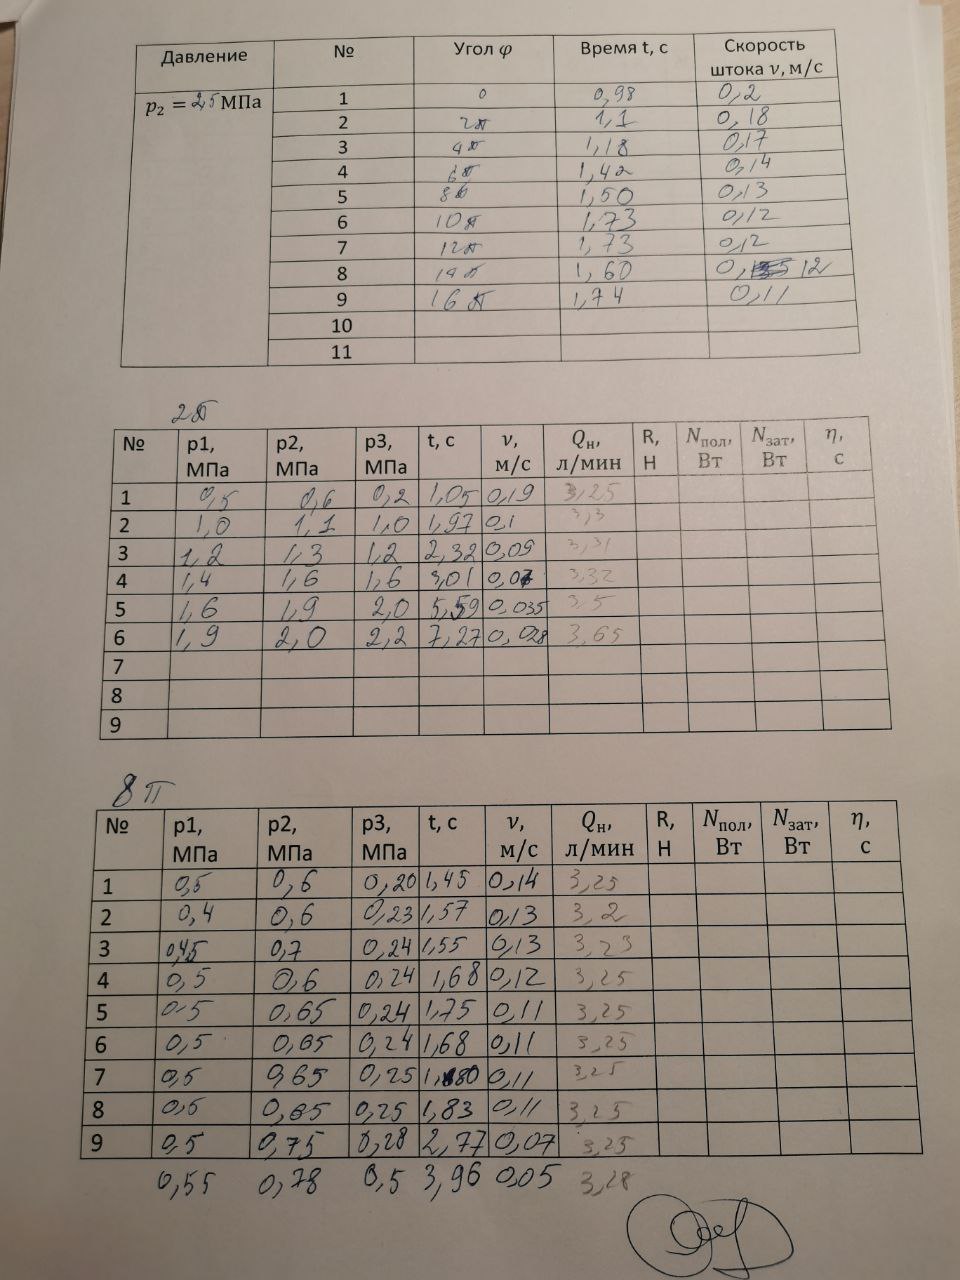 Давление № Угол φ Время t, с Скорость штока v, м/с
p₂ = 2,5 МПа 1 0 0,98 0,2
2 2π 1,1 0,18
3 4π 1,18 0,17
4 6π 1,42 0,14
5 8π 1,50 0,13
6 10π 1,73 0,12
7 12π 1,73 0,12
8 14π 1,60 0,12
9 16π 1,74 0,11
10
11
2π
№ p1, МПа p2, МПа p3, МПа t, с v, м/с Qн, л/мин R, Н Nпол, Вт Nзат, Вт η, с
1 0,5 0,6 0,2 1,05 0,19 3,25
2 1,0 1,1 1,0 1,97 0,1 3,3
3 1,2 1,3 1,2 2,32 0,09 3,31
4 1,4 1,6 1,6 3,01 0,07 3,32
5 1,6 1,9 2,0 5,59 0,035 3,5
6 1,9 2,0 2,2 7,27 0,028 3,65
7
8
9
8π
№ p1, МПа p2, МПа p3, МПа t, с v, м/с Qн, л/мин R, Н Nпол, Вт Nзат, Вт η, с
1 0,5 0,6 0,20 1,45 0,14 3,25
2 0,4 0,6 0,23 1,57 0,13 3,2
3 0,45 0,7 0,24 1,55 0,13 3,23
4 0,5 0,6 0,24 1,68 0,12 3,25
5 0,5 0,65 0,24 1,75 0,11 3,25
6 0,5 0,65 0,24 1,68 0,11 3,25
7 0,5 0,65 0,25 1,80 0,11 3,25
8 0,5 0,65 0,25 1,83 0,11 3,25
9 0,5 0,75 0,28 2,77 0,07 3,25
0,55 0,78 0,5 3,96 0,05 3,28